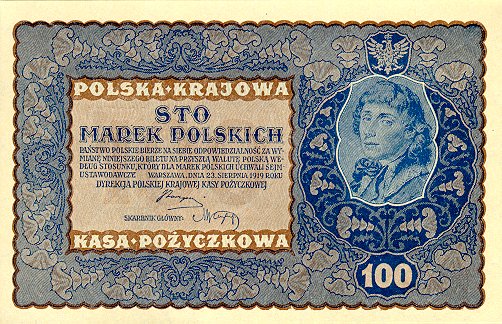 POLSKA·KRAJOWA
STO
MAREK POLSKICH
PAŃSTWO POLSKIE BIERZE NA SIEBIE ODPOWIEDZIALNOŚĆ ZA WY-
MIANĘ NINIEJSZEGO BILETU NA PRZYSZŁĄ WALUTĘ POLSKĄ WE-
DŁUG STOSUNKU, KTÓRY DLA MAREK POLSKICH UCHWALI SEJM
USTAWODAWCZY. WARSZAWA, DN. 23. SIERPNIA 1919 ROKU
DYREKCJA POLSKIEJ KRAJOWEJ KASY POŻYCZKOWEJ
SKARBNIK GŁÓWNY:
KASA·POŻYCZKOWA
100